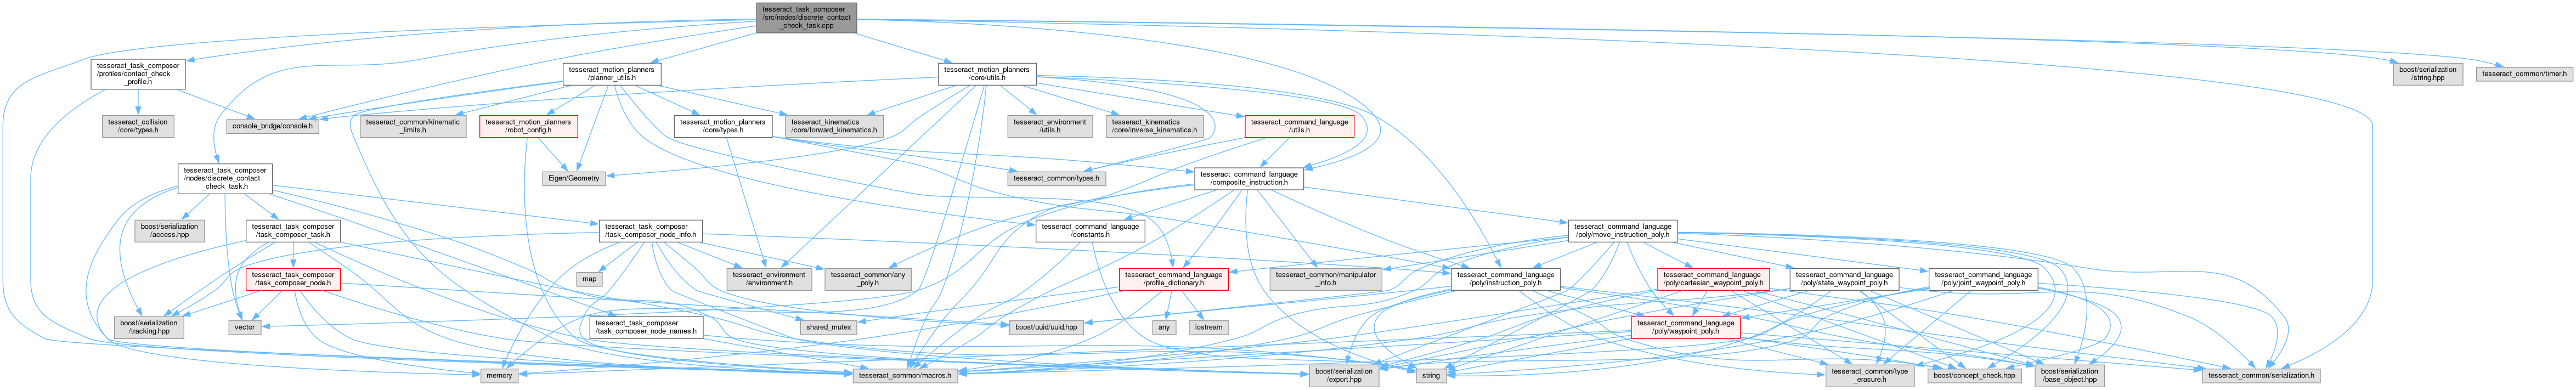 tesseract_task_composer
/src/nodes/discrete_contact
_check_task.cpp
tesseract_task_composer
/profiles/contact_check
_profile.h
tesseract_motion_planners
/planner_utils.h
tesseract_motion_planners
/core/utils.h
boost/serialization
/string.hpp
tesseract_common/timer.h
tesseract_collision
/core/types.h
console_bridge/console.h
tesseract_common/kinematic
_limits.h
tesseract_motion_planners
/robot_config.h
tesseract_motion_planners
/core/types.h
tesseract_kinematics
/core/forward_kinematics.h
tesseract_environment
/utils.h
tesseract_kinematics
/core/inverse_kinematics.h
tesseract_command_language
/utils.h
tesseract_task_composer
/nodes/discrete_contact
_check_task.h
Eigen/Geometry
tesseract_common/types.h
tesseract_command_language
/composite_instruction.h
boost/serialization
/access.hpp
tesseract_task_composer
/task_composer_task.h
tesseract_task_composer
/task_composer_node_info.h
tesseract_command_language
/constants.h
tesseract_command_language
/poly/move_instruction_poly.h
tesseract_task_composer
/task_composer_node.h
map
tesseract_environment
/environment.h
tesseract_common/any
_poly.h
tesseract_command_language
/profile_dictionary.h
tesseract_common/manipulator
_info.h
tesseract_command_language
/poly/instruction_poly.h
tesseract_command_language
/poly/cartesian_waypoint_poly.h
tesseract_command_language
/poly/state_waypoint_poly.h
tesseract_command_language
/poly/joint_waypoint_poly.h
boost/serialization
/tracking.hpp
vector
tesseract_task_composer
/task_composer_node_names.h
shared_mutex
boost/uuid/uuid.hpp
any
iostream
tesseract_command_language
/poly/waypoint_poly.h
memory
tesseract_common/macros.h
boost/serialization
/export.hpp
string
tesseract_common/type
_erasure.h
boost/concept_check.hpp
boost/serialization
/base_object.hpp
tesseract_common/serialization.h